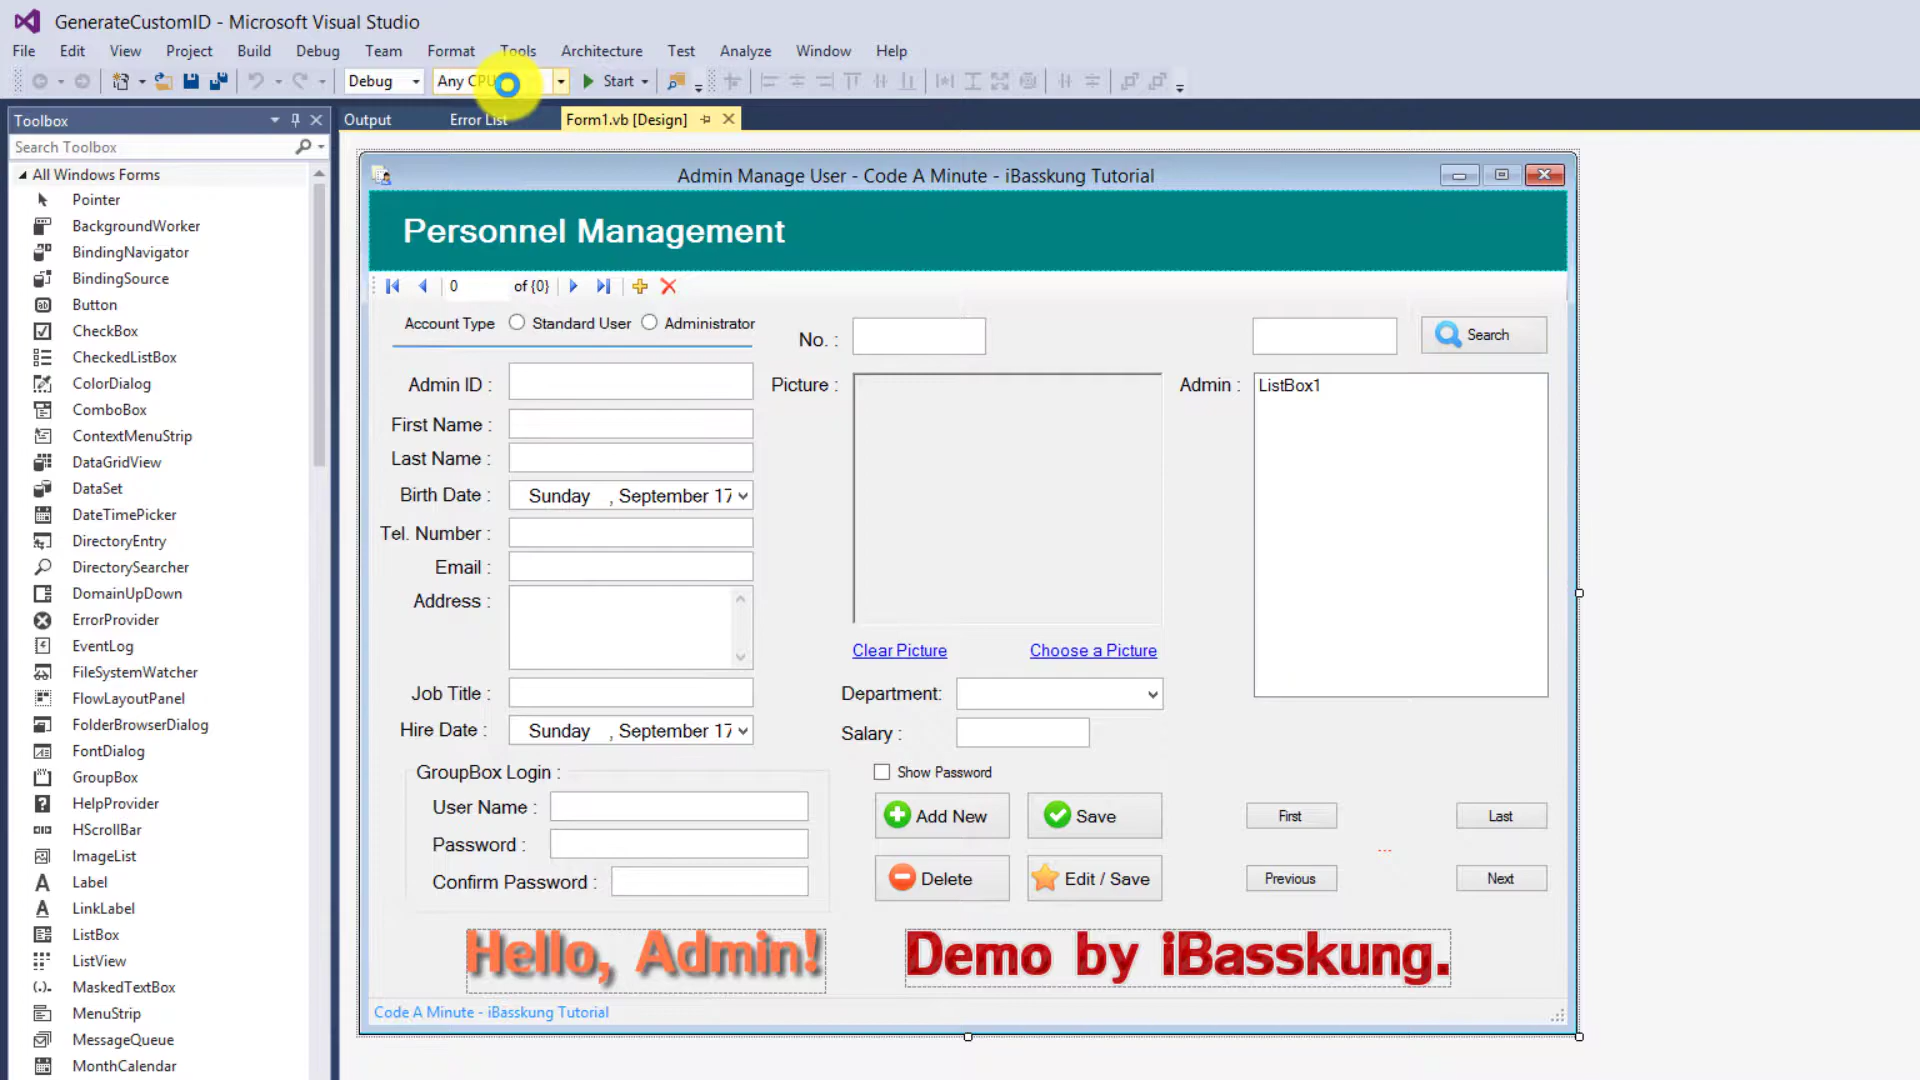 GenerateCustomID - Microsoft Visual Studio
File Edit View Project Build Debug Team Format Tools Architecture Test Analyze Window Help
Debug Any CPU Start
Toolbox
Output Error List Form1.vb [Design]
Search Toolbox
All Windows Forms
Pointer
BackgroundWorker
BindingNavigator
BindingSource
Button
CheckBox
CheckedListBox
ColorDialog
ComboBox
ContextMenuStrip
DataGridView
DataSet
DateTimePicker
DirectoryEntry
DirectorySearcher
DomainUpDown
ErrorProvider
EventLog
FileSystemWatcher
FlowLayoutPanel
FolderBrowserDialog
FontDialog
GroupBox
HelpProvider
HScrollBar
ImageList
Label
LinkLabel
ListBox
ListView
MaskedTextBox
MenuStrip
MessageQueue
MonthCalendar
Admin Manage User - Code A Minute - iBasskung Tutorial
Personnel Management
0 of {0}
Account Type Standard User Administrator
No. :
Search
Admin ID :
Picture :
Admin : ListBox1
First Name :
Last Name :
Birth Date : Sunday , September 17
Tel. Number :
Email :
Address :
Clear Picture Choose a Picture
Job Title :
Department:
Hire Date : Sunday , September 17
Salary :
GroupBox Login :
Show Password
User Name :
Add New Save First Last
Password :
...
Confirm Password :
Delete Edit / Save Previous Next
Hello, Admin! Demo by iBasskung.
Code A Minute - iBasskung Tutorial